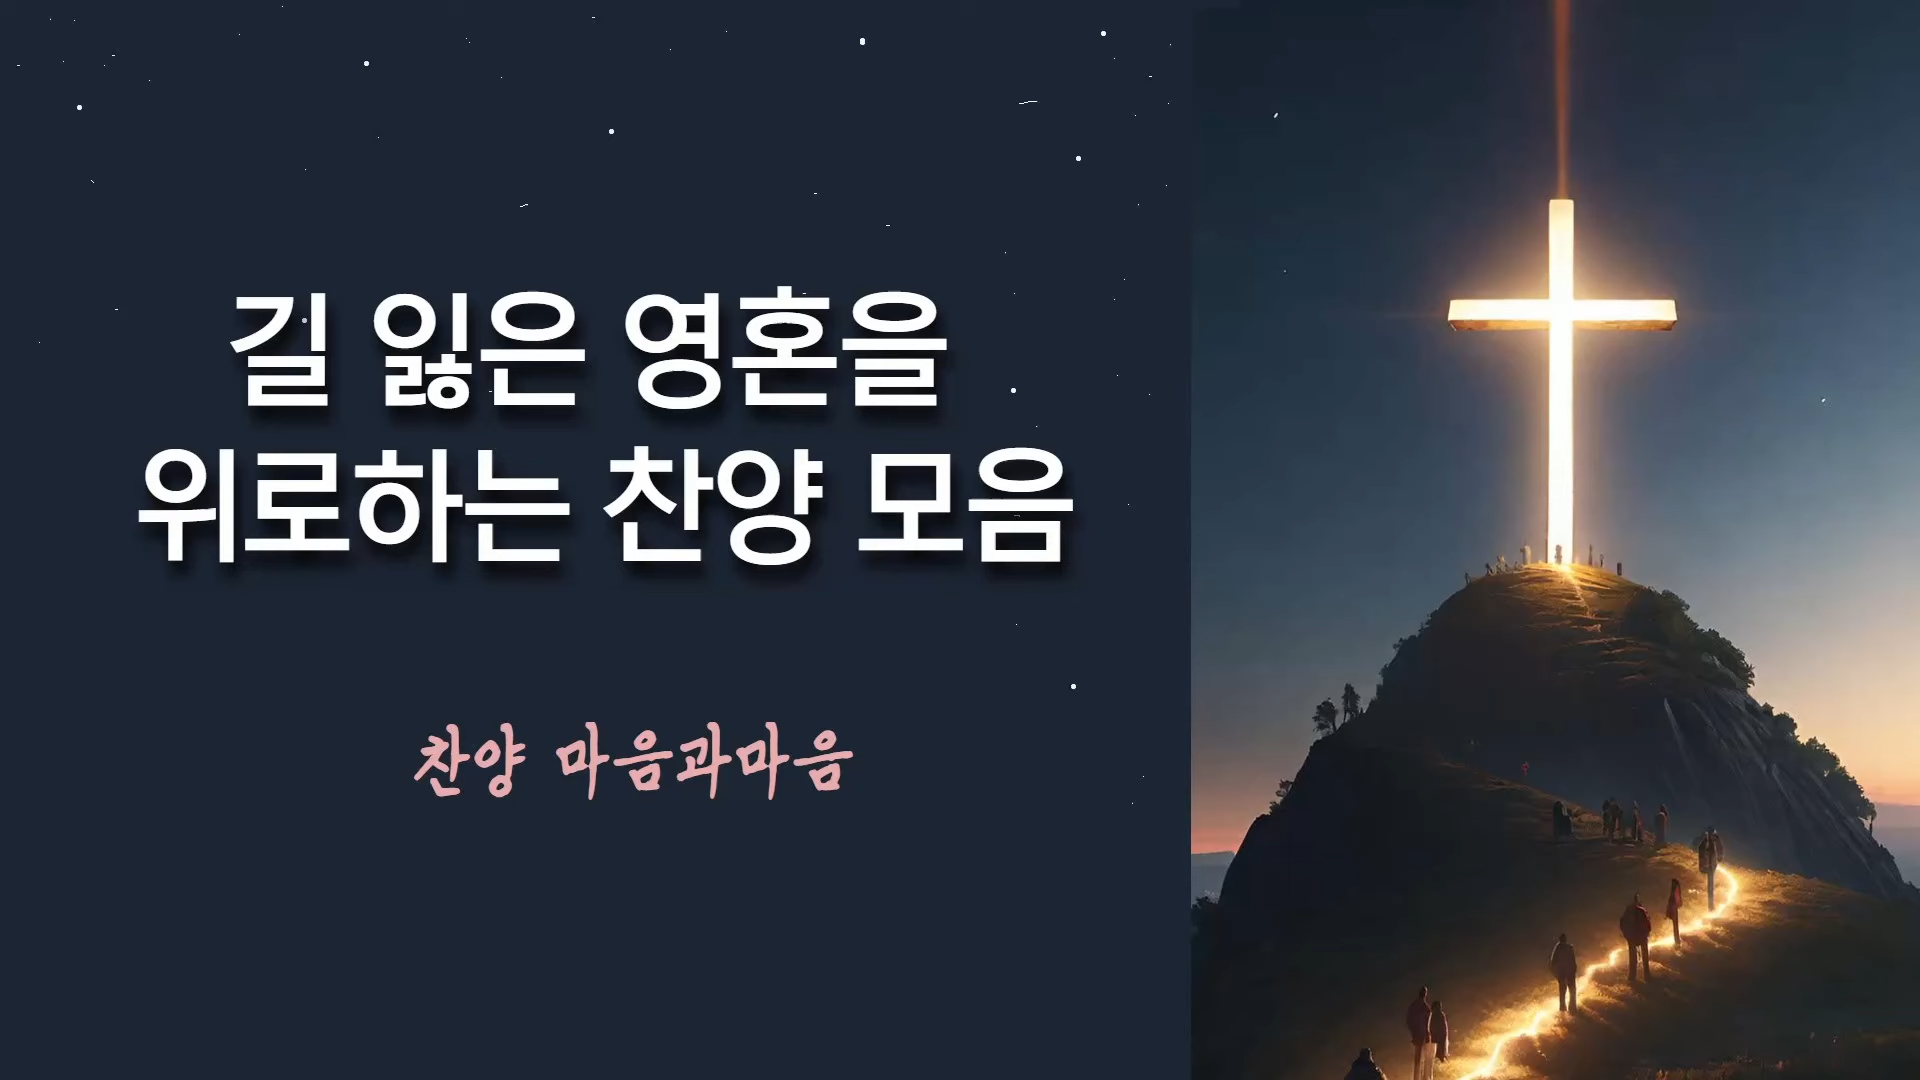 길 잃은 영혼을
위로하는 찬양 모음
찬양 마음과마음